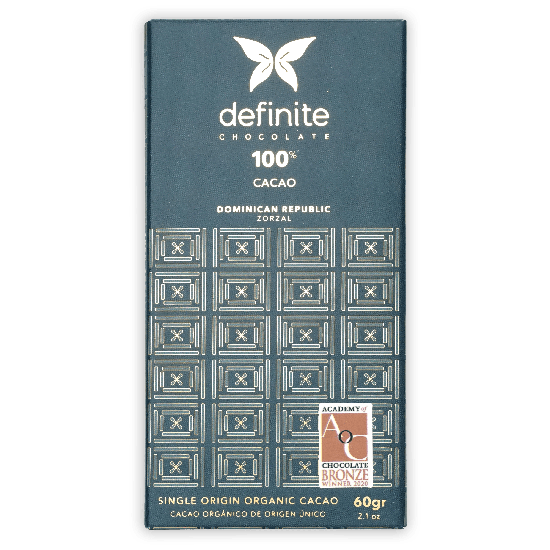 definite
CHOCOLATE
100%
CACAO
DOMINICAN REPUBLIC
ZORZAL
ACADEMY of
AOC
CHOCOLATE
BRONZE
WINNER 2020
SINGLE ORIGIN ORGANIC CACAO 60gr
CACAO ORGÁNICO DE ORIGEN ÚNICO 2.1 oz